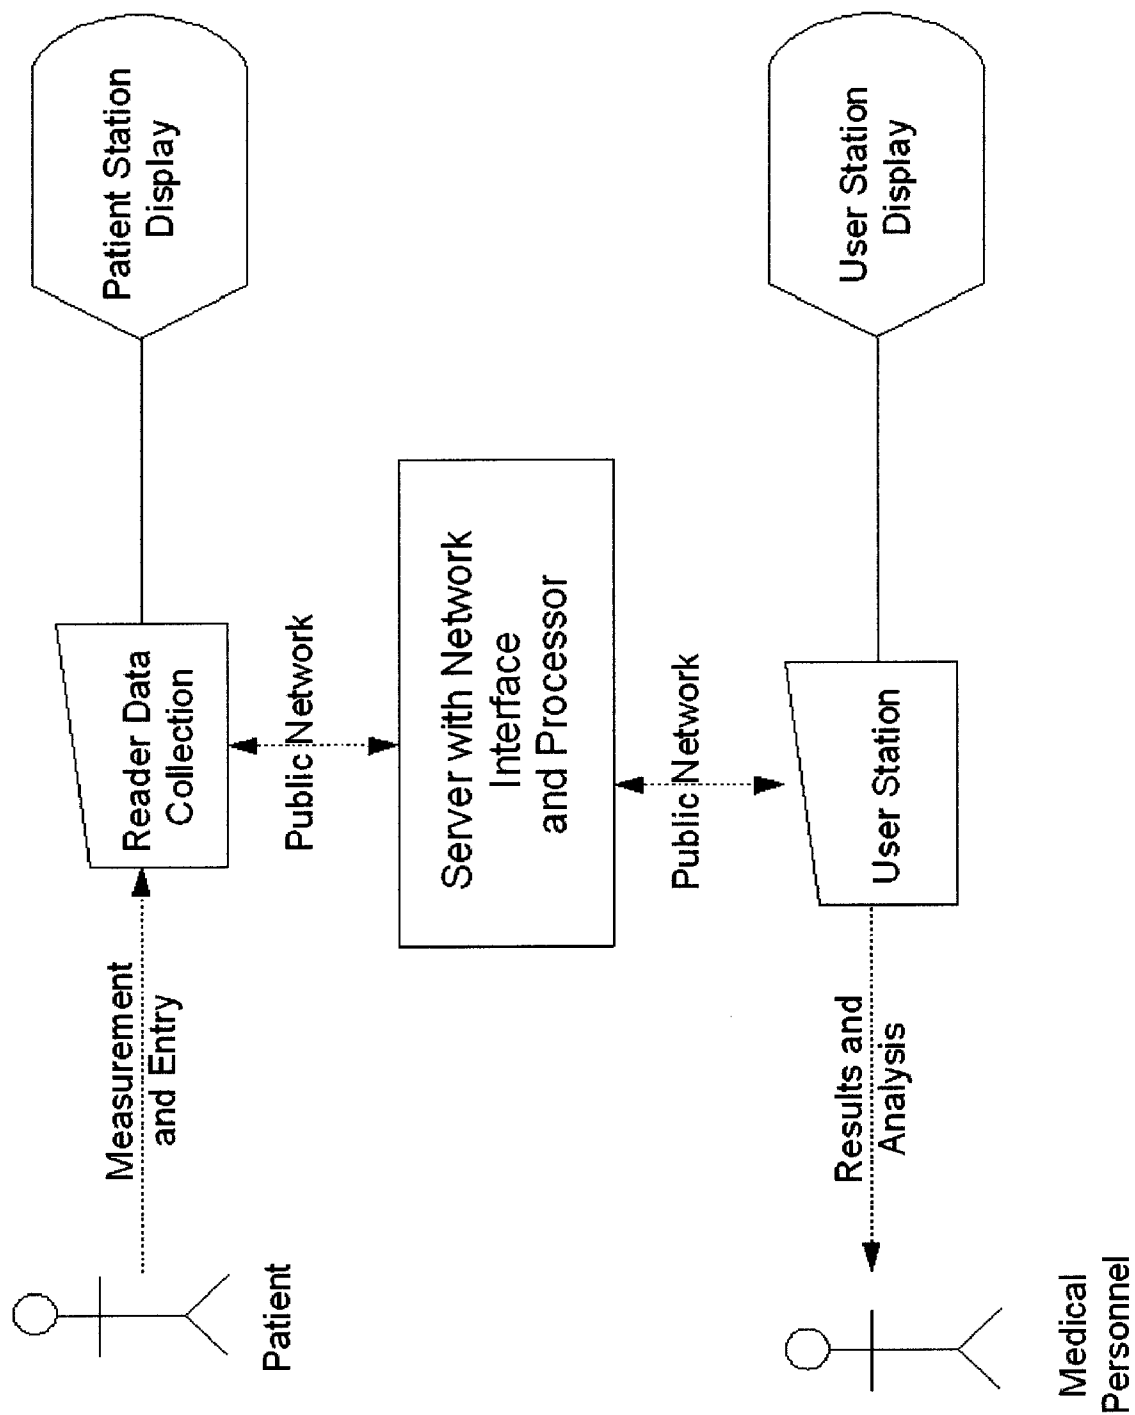 Patient
Measurement
and Entry
Reader Data
Collection
Patient Station
Display
Public Network
Server with Network
Interface
and Processor
Public Network
Medical
Personnel
Results and
Analysis
User Station
User Station
Display